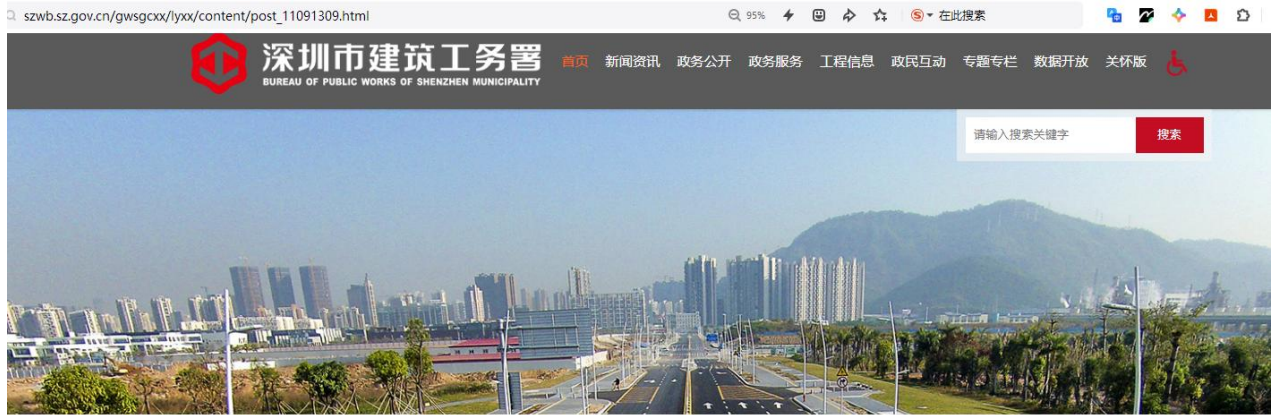 szwb.sz.gov.cn/gwsgcxx/lyxx/content/post_11091309.html 95% 在此搜索
深圳市建筑工务署
BUREAU OF PUBLIC WORKS OF SHENZHEN MUNICIPALITY
首页 新闻资讯 政务公开 政务服务 工程信息 政民互动 专题专栏 数据开放 关怀版
请输入搜索关键字 搜索